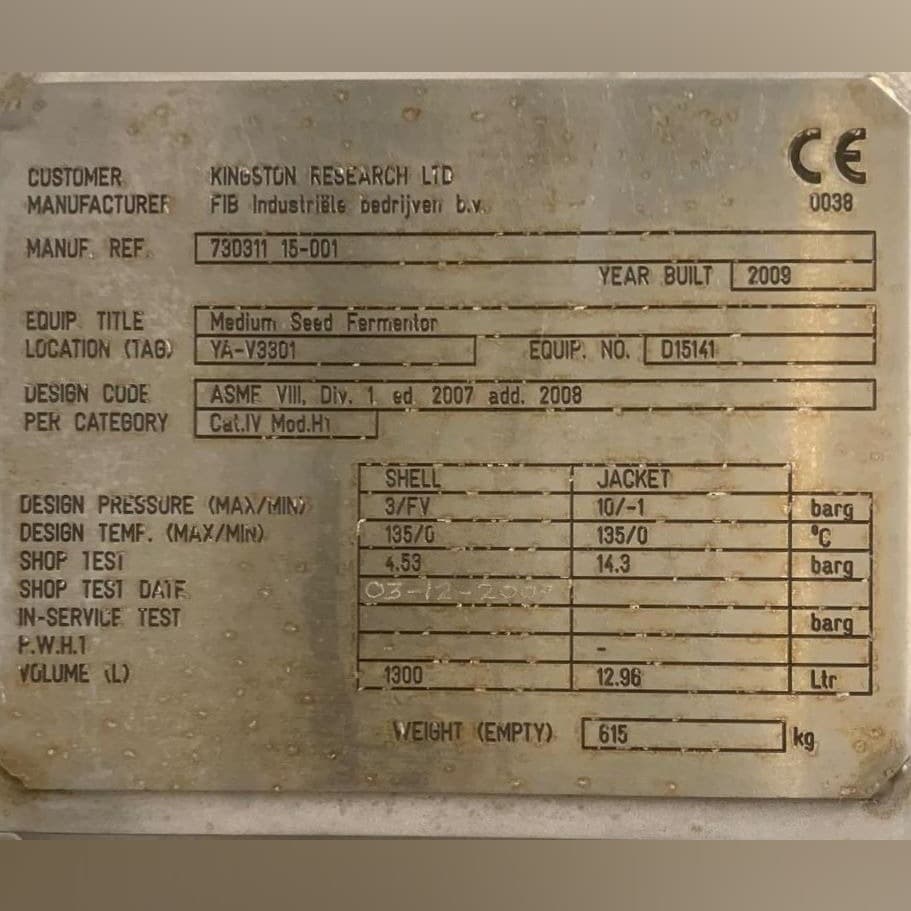 CE
CUSTOMER KINGSTON RESEARCH LTD
MANUFACTURER FIB Industriële bedrijven b.v. 0038
MANUF. REF. 730311 15-001
YEAR BUILT 2009
EQUIP. TITLE Medium Seed Fermentor
LOCATION (TAG) YA-V3301 EQUIP. NO. D15141
DESIGN CODE ASME VIII, Div. 1 ed. 2007 add. 2008
PER CATEGORY Cat.IV Mod.H1
SHELL JACKET
DESIGN PRESSURE (MAX/MIN) 3/FV 10/-1 barg
DESIGN TEMP. (MAX/MIN) 135/0 135/0 °C
SHOP TEST 4.53 14.3 barg
SHOP TEST DATE
IN-SERVICE TEST barg
P.W.H.T - -
VOLUME (L) 1300 12.96 Ltr
WEIGHT (EMPTY) 615 kg